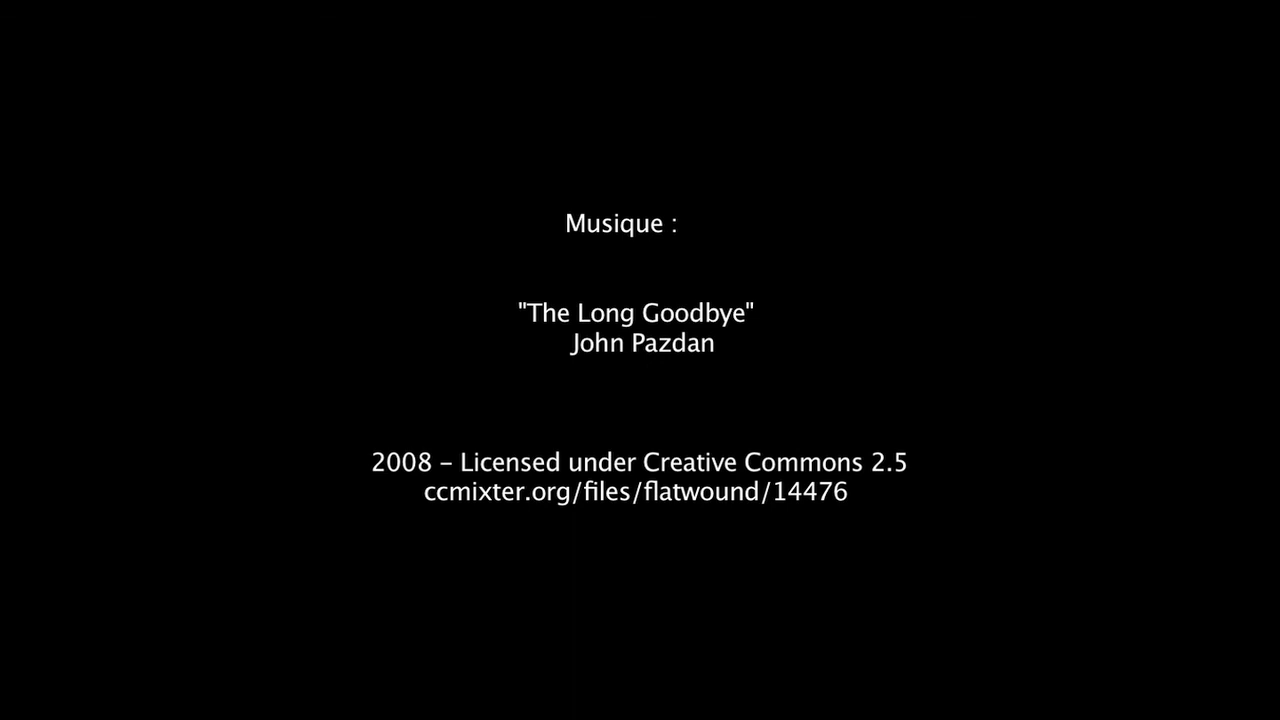 Musique :
"The Long Goodbye"
John Pazdan
2008 – Licensed under Creative Commons 2.5
ccmixter.org/files/flatwound/14476